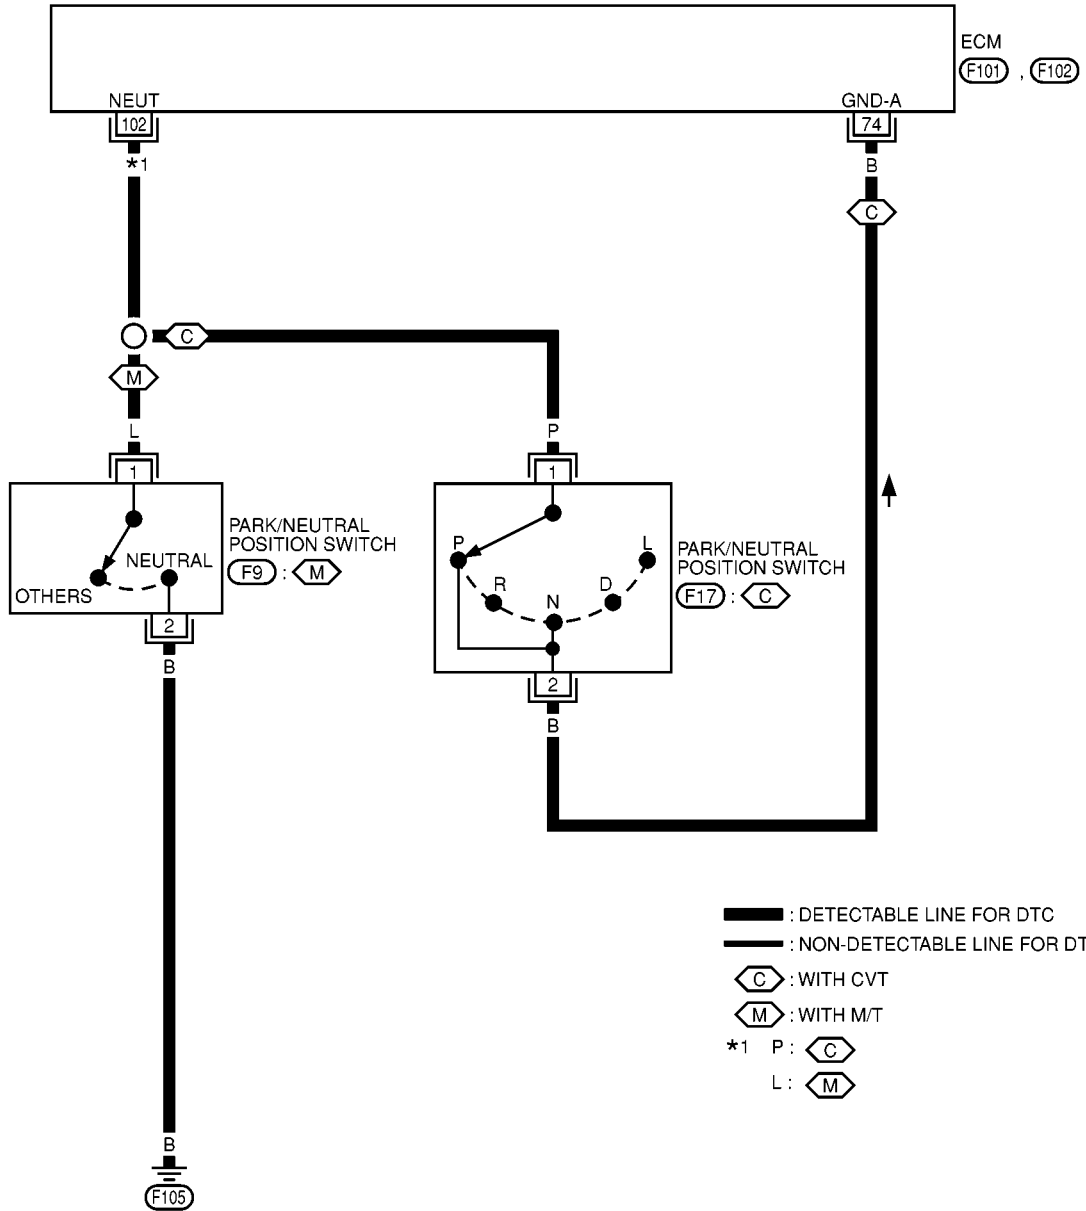 ECM
F101 , F102
NEUT
GND-A
102
74
*1
B
C
C
M
L
P
1
1
PARK/NEUTRAL
POSITION SWITCH
F9 : M
NEUTRAL
OTHERS
2
B
P
R
N
D
L
PARK/NEUTRAL
POSITION SWITCH
F17 : C
2
B
: DETECTABLE LINE FOR DTC
: NON-DETECTABLE LINE FOR DT
C : WITH CVT
M : WITH M/T
*1 P : C
L : M
B
F105